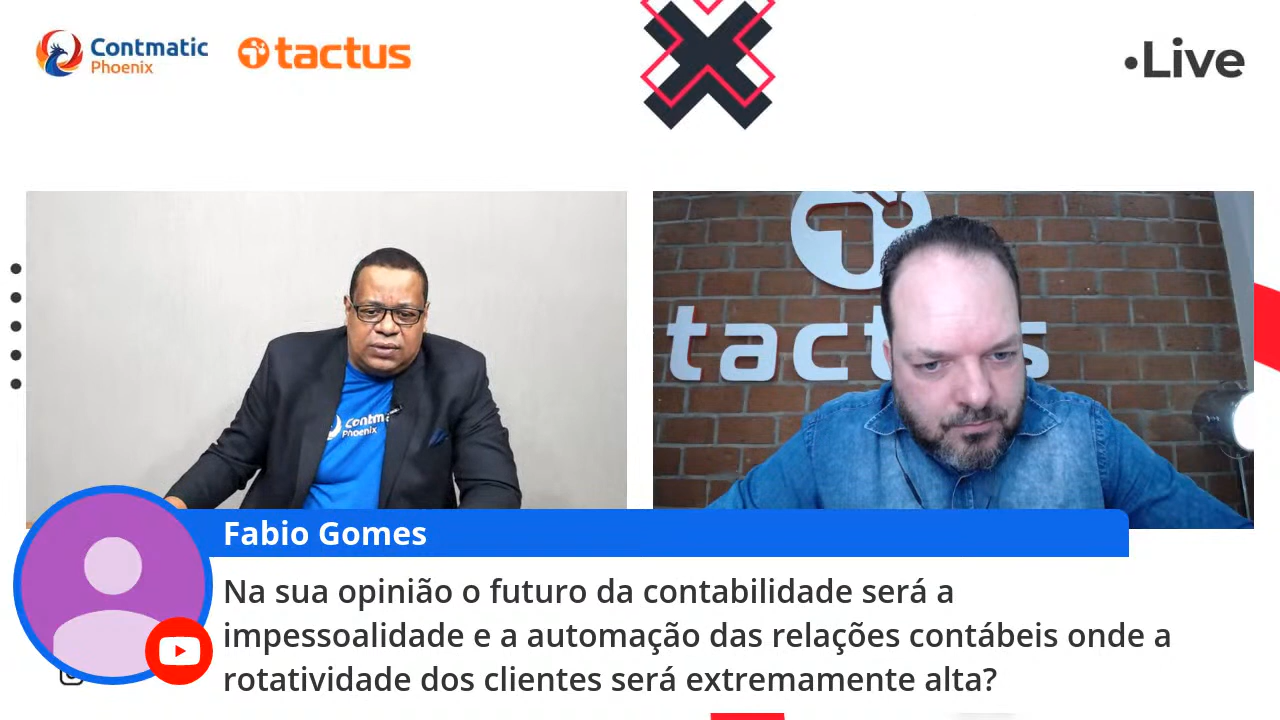 Contmatic
Phoenix
tactus
•Live
Contma
Phoenix
tactus
Fabio Gomes
Na sua opinião o futuro da contabilidade será a
impessoalidade e a automação das relações contábeis onde a
rotatividade dos clientes será extremamente alta?